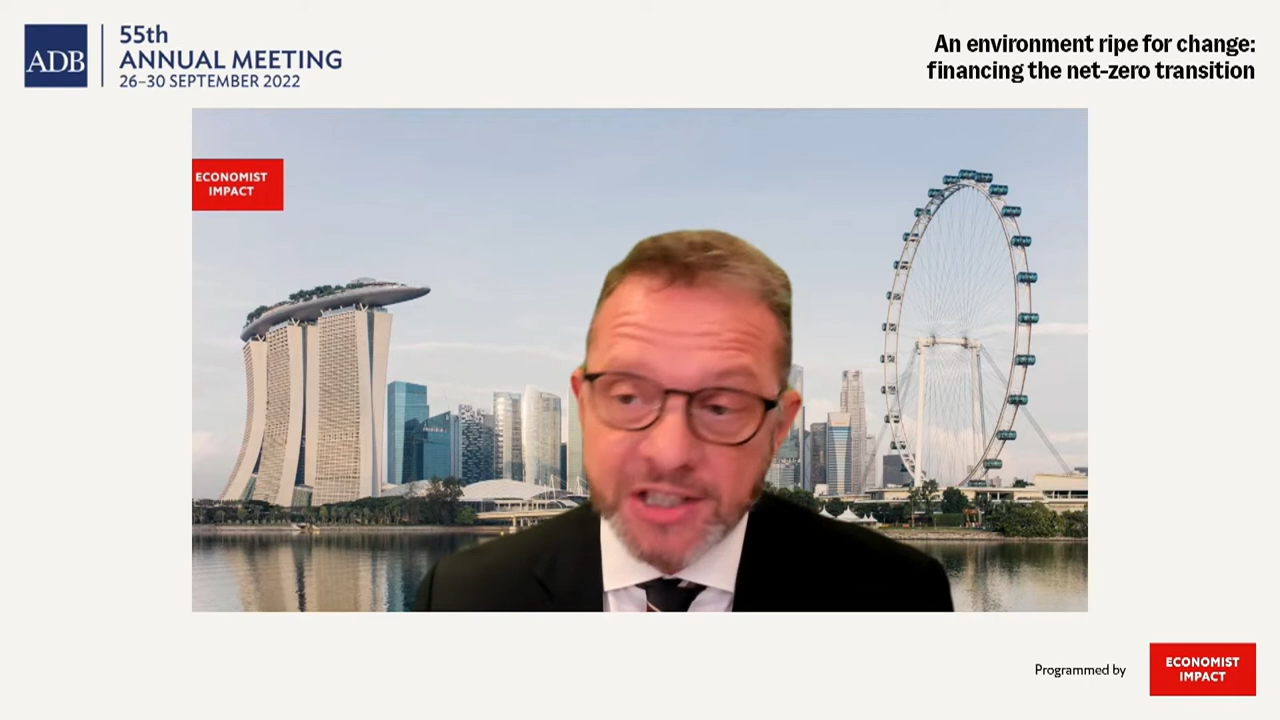 ADB
55th
ANNUAL MEETING
26–30 SEPTEMBER 2022
An environment ripe for change:
financing the net-zero transition
ECONOMIST
IMPACT
Programmed by
ECONOMIST
IMPACT